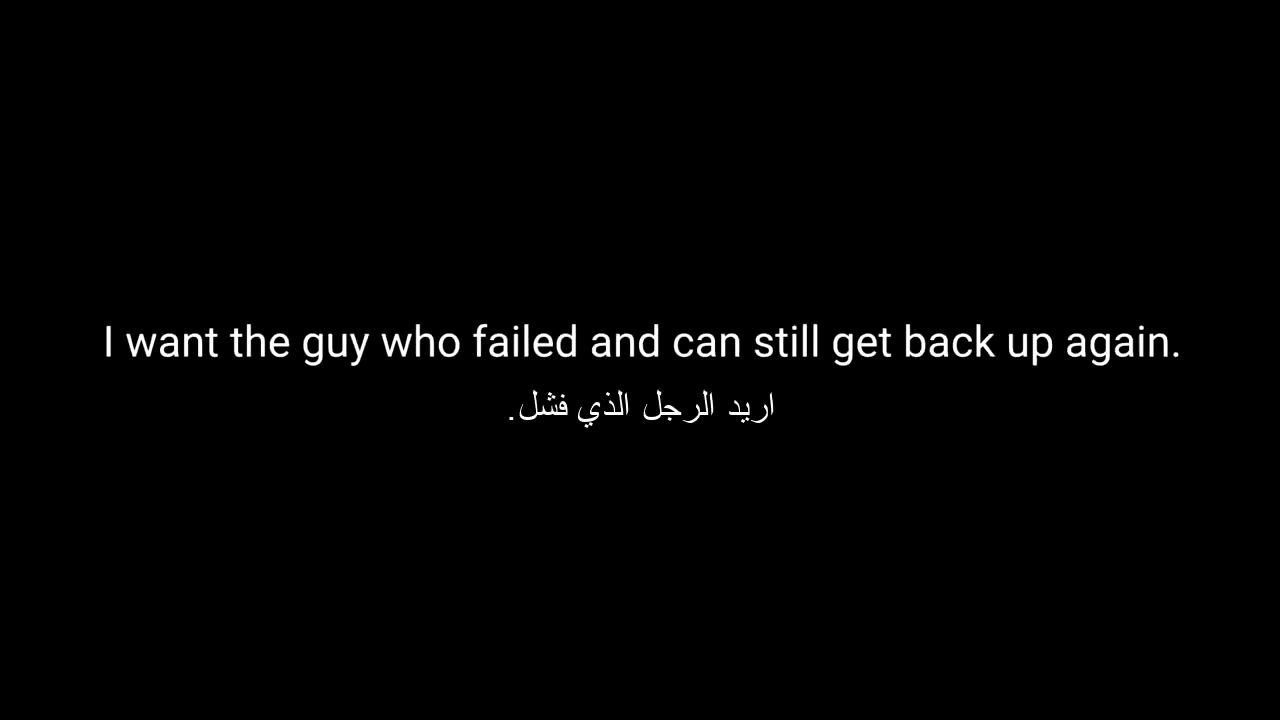 I want the guy who failed and can still get back up again.
اريد الرجل الذي فشل.